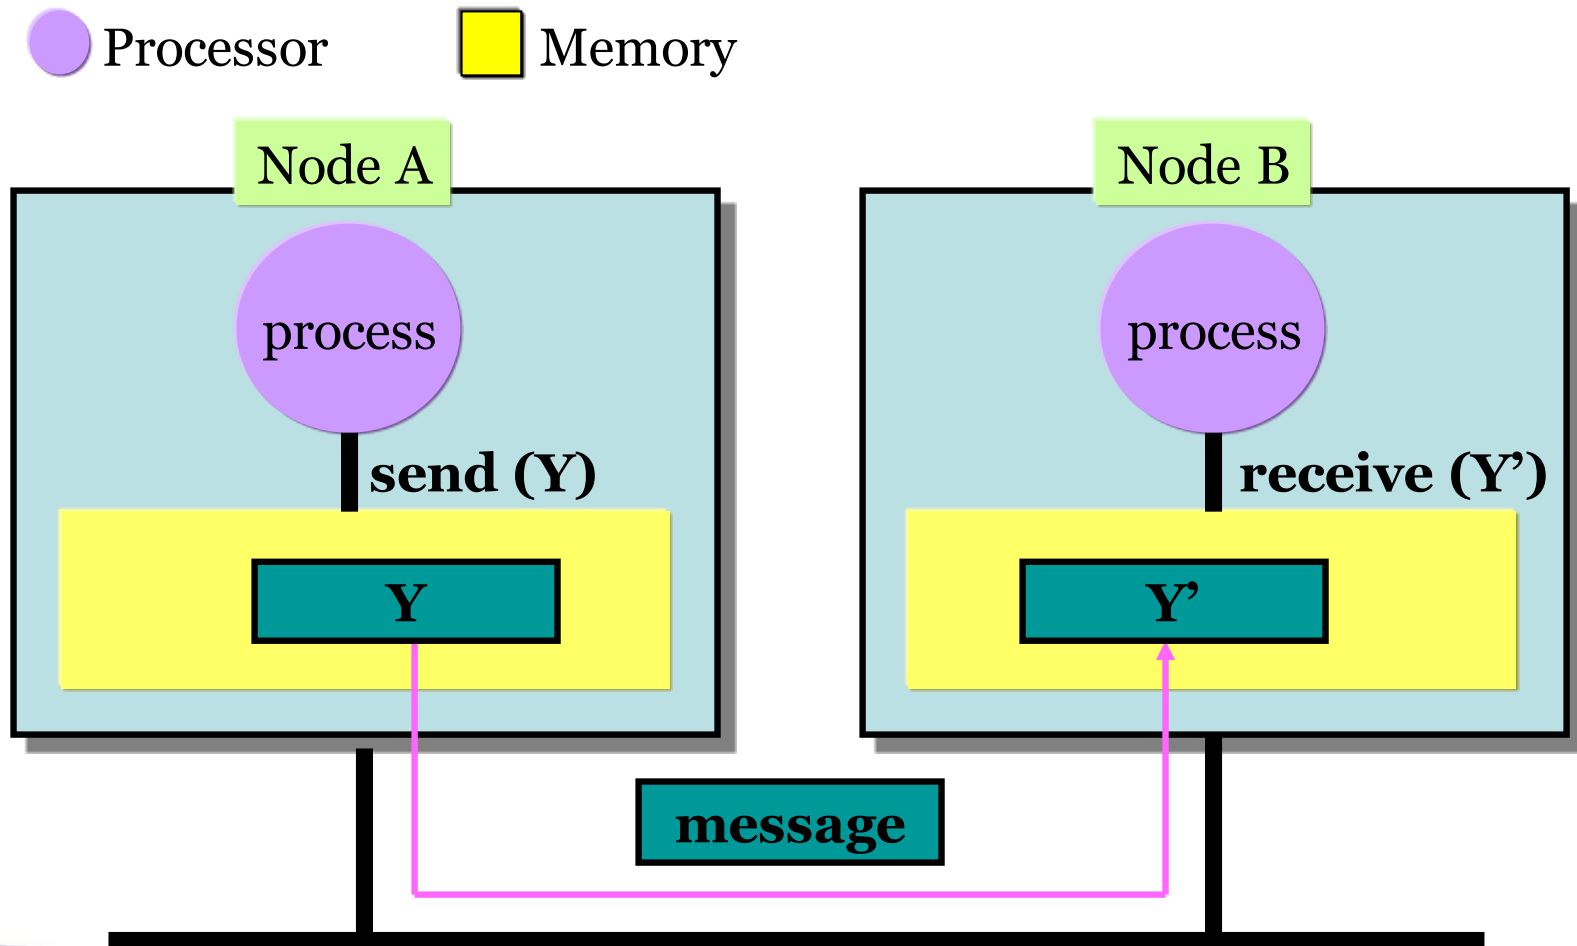 Processor
Memory
Node A
Node B
process
process
send (Y)
receive (Y’)
Y
Y’
message